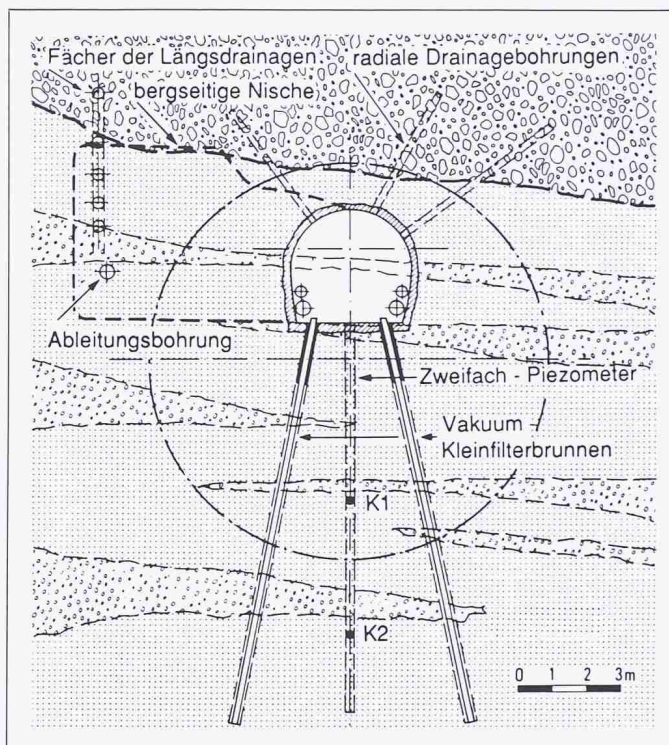 Fächer der Längsdrainagen
radiale Drainagebohrungen
bergseitige Nische
Ableitungsbohrung
Zweifach - Piezometer
Vakuum -
Kleinfilterbrunnen
K1
K2
0 1 2 3m